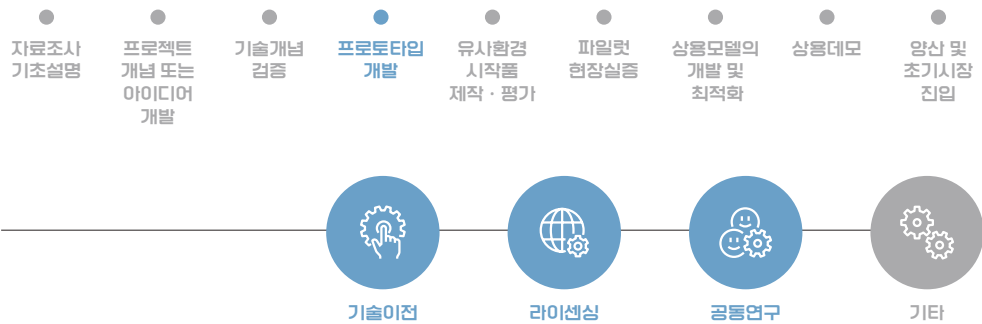 자료조사
기초설명
프로젝트
개념 또는
아이디어
개발
기술개념
검증
프로토타입
개발
유사환경
시작품
제작 · 평가
파일럿
현장실증
상용모델의
개발 및
최적화
상용데모
양산 및
초기시장
진입
기술이전
라이센싱
공동연구
기타